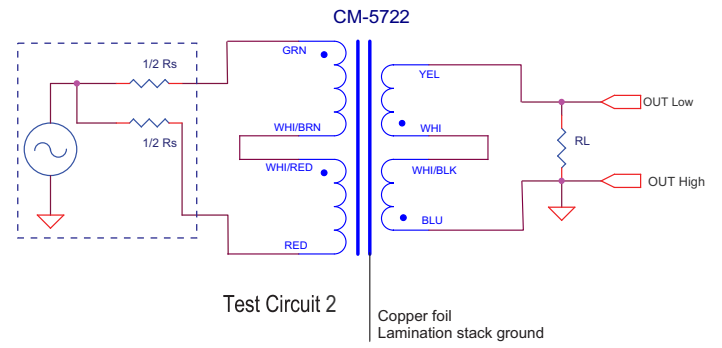 CM-5722
1/2 Rs
GRN
YEL
OUT Low
WHI/BRN
WHI
1/2 Rs
RL
WHI/RED
WHI/BLK
OUT High
BLU
RED
Test Circuit 2
Copper foil
Lamination stack ground